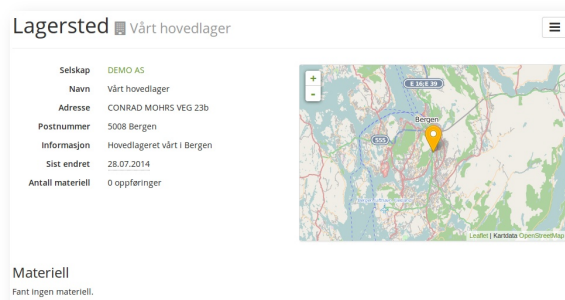 Lagersted Vårt hovedlager
Selskap DEMO AS
Navn Vårt hovedlager
Adresse CONRAD MOHRS VEG 23b
Postnummer 5008 Bergen
Informasjon Hovedlageret vårt i Bergen
Sist endret 28.07.2014
Antall materiell 0 oppføringer
+
-
E 16;E 39
Bergen
555
Leaflet | Kartdata OpenStreetMap
Materiell
Fant ingen materiell.